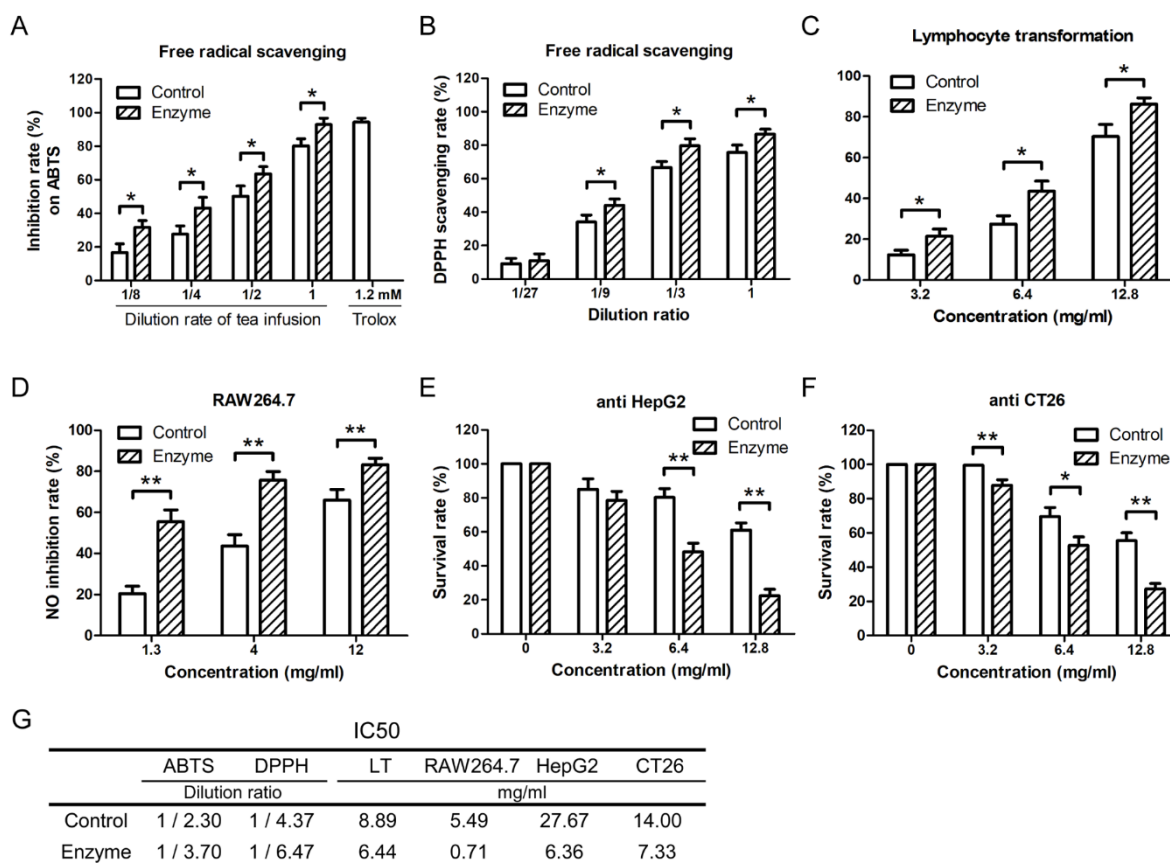 A
Free radical scavenging
Control
Enzyme
Inhibition rate (%)
on ABTS
120
100
80
60
40
20
0
* * * *
1/8 1/4 1/2 1 1.2 mM
Dilution rate of tea infusion Trolox
B
Free radical scavenging
Control
Enzyme
DPPH scavenging rate (%)
120
100
80
60
40
20
0
* * *
1/27 1/9 1/3 1
Dilution ratio
C
Lymphocyte transformation
Control
Enzyme
100
80
60
40
20
0
* * *
3.2 6.4 12.8
Concentration (mg/ml)
D
RAW264.7
Control
Enzyme
NO inhibition rate (%)
100
80
60
40
20
0
** ** **
1.3 4 12
Concentration (mg/ml)
E
anti HepG2
Control
Enzyme
Survival rate (%)
120
100
80
60
40
20
0
** **
0 3.2 6.4 12.8
Concentration (mg/ml)
F
anti CT26
Control
Enzyme
Survival rate (%)
120
100
80
60
40
20
0
** * **
0 3.2 6.4 12.8
Concentration (mg/ml)
G
IC50
ABTS DPPH LT RAW264.7 HepG2 CT26
Dilution ratio mg/ml
Control 1 / 2.30 1 / 4.37 8.89 5.49 27.67 14.00
Enzyme 1 / 3.70 1 / 6.47 6.44 0.71 6.36 7.33